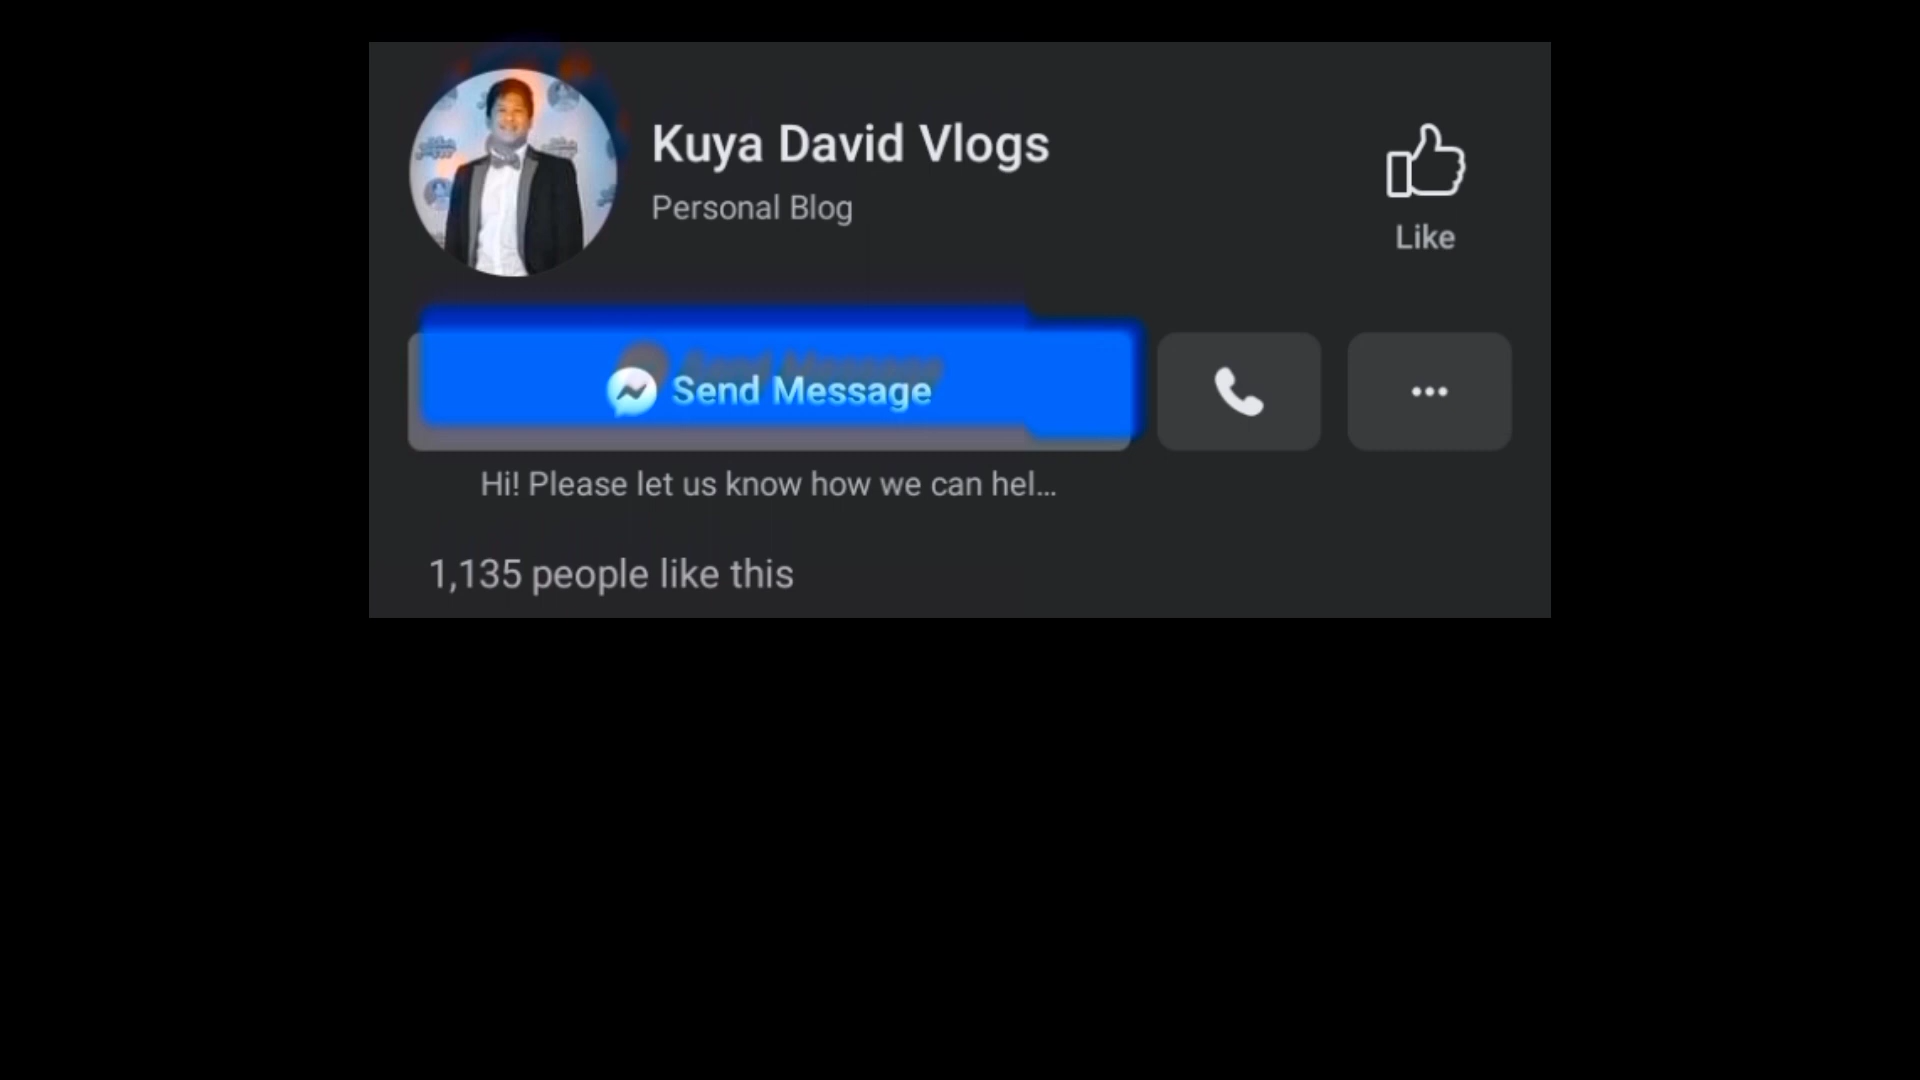 Kuya David Vlogs
Personal Blog
Like
Send Message
Hi! Please let us know how we can hel...
1,135 people like this